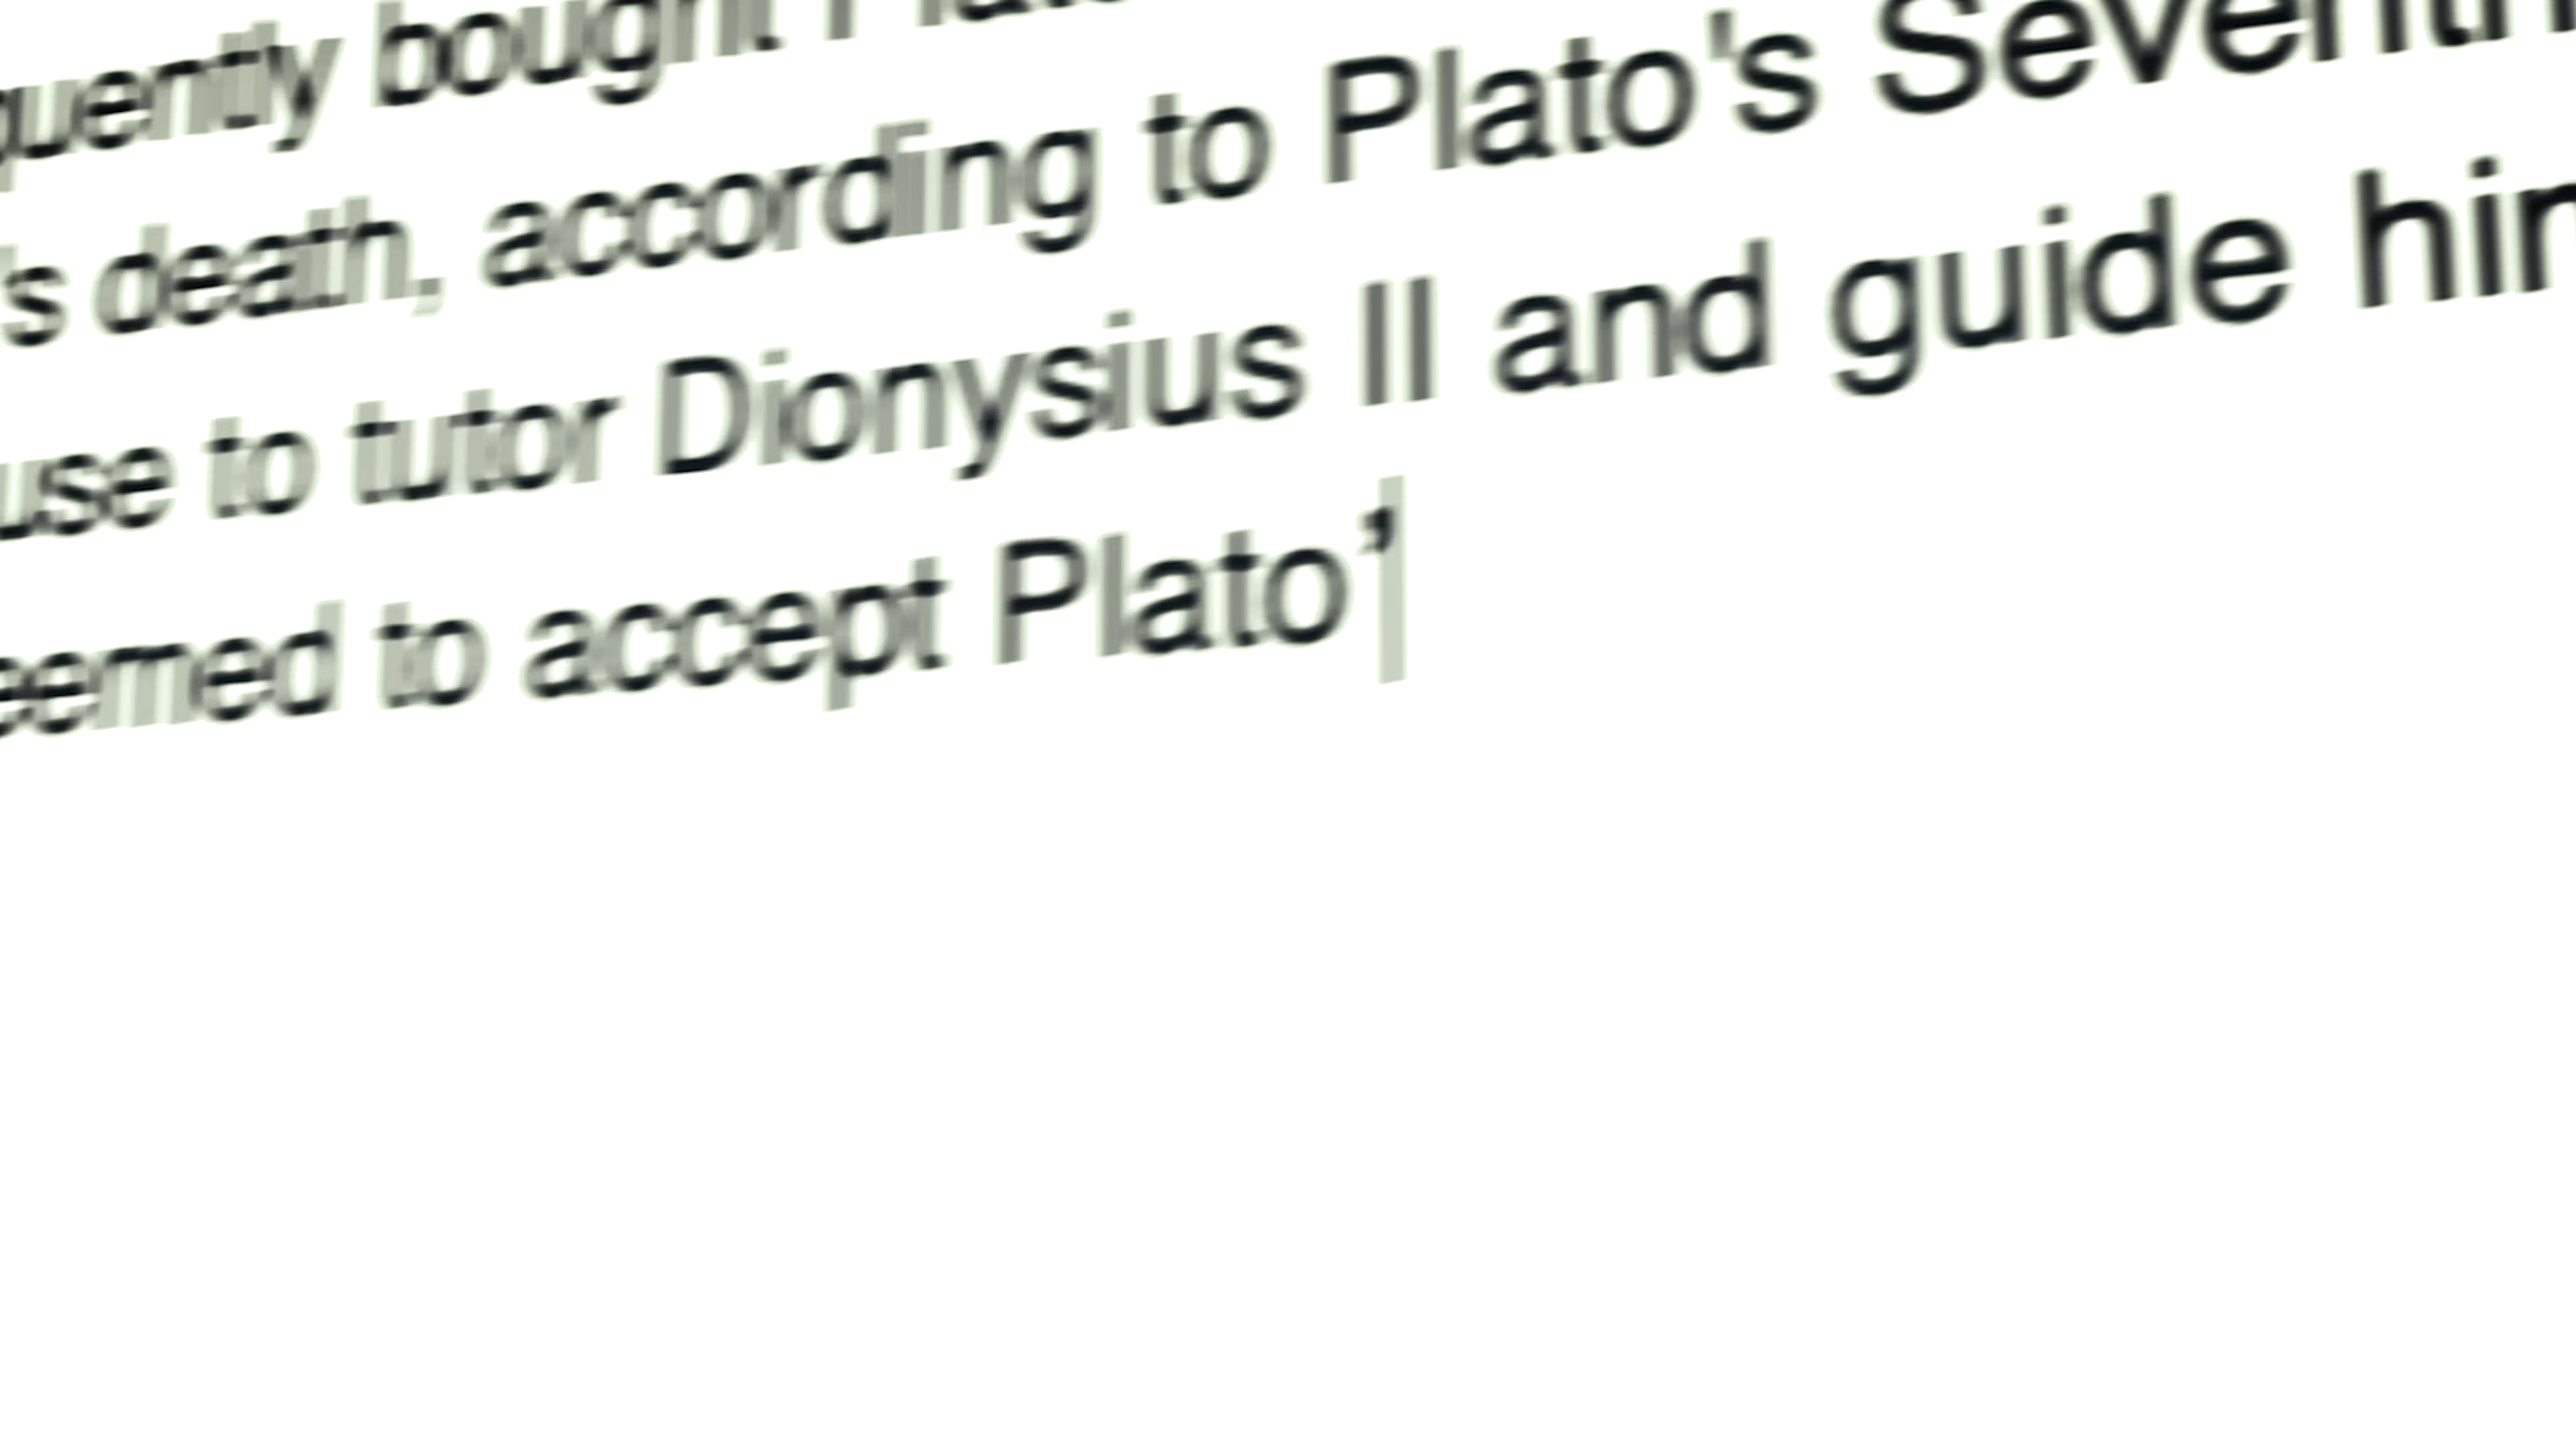 quently bought Plato
's death, according to Plato's Seventh
use to tutor Dionysius II and guide him
eemed to accept Plato’